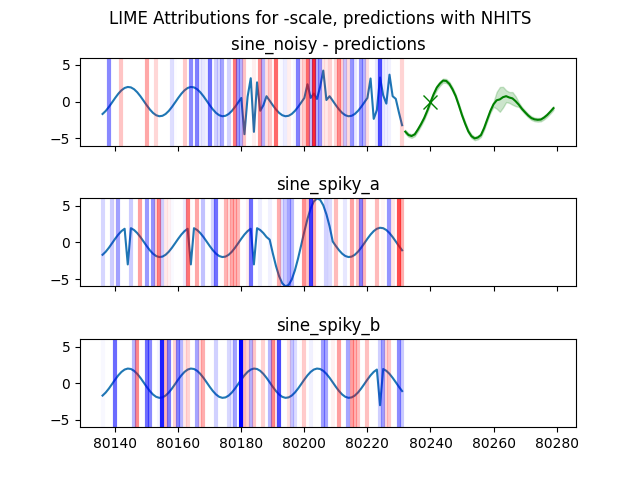 LIME Attributions for -scale, predictions with NHITS
sine_noisy - predictions
5
0
−5
sine_spiky_a
5
0
−5
sine_spiky_b
5
0
−5
80140 80160 80180 80200 80220 80240 80260 80280